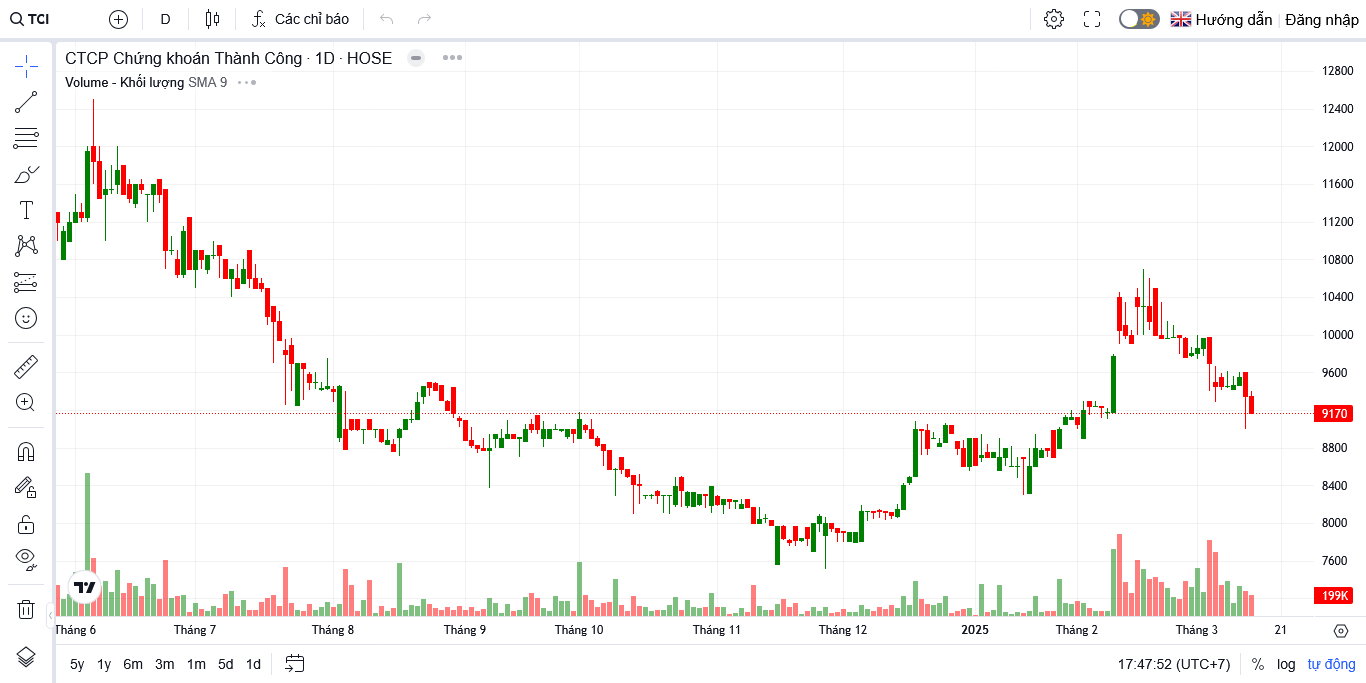 TCI D Các chỉ báo Hướng dẫn Đăng nhập
CTCP Chứng khoán Thành Công · 1D · HOSE
Volume - Khối lượng SMA 9
12800
12400
12000
11600
11200
10800
10400
10000
9600
9170
8800
8400
8000
7600
199K
Tháng 6 Tháng 7 Tháng 8 Tháng 9 Tháng 10 Tháng 11 Tháng 12 2025 Tháng 2 Tháng 3 21
5y 1y 6m 3m 1m 5d 1d 17:47:52 (UTC+7) % log tự động